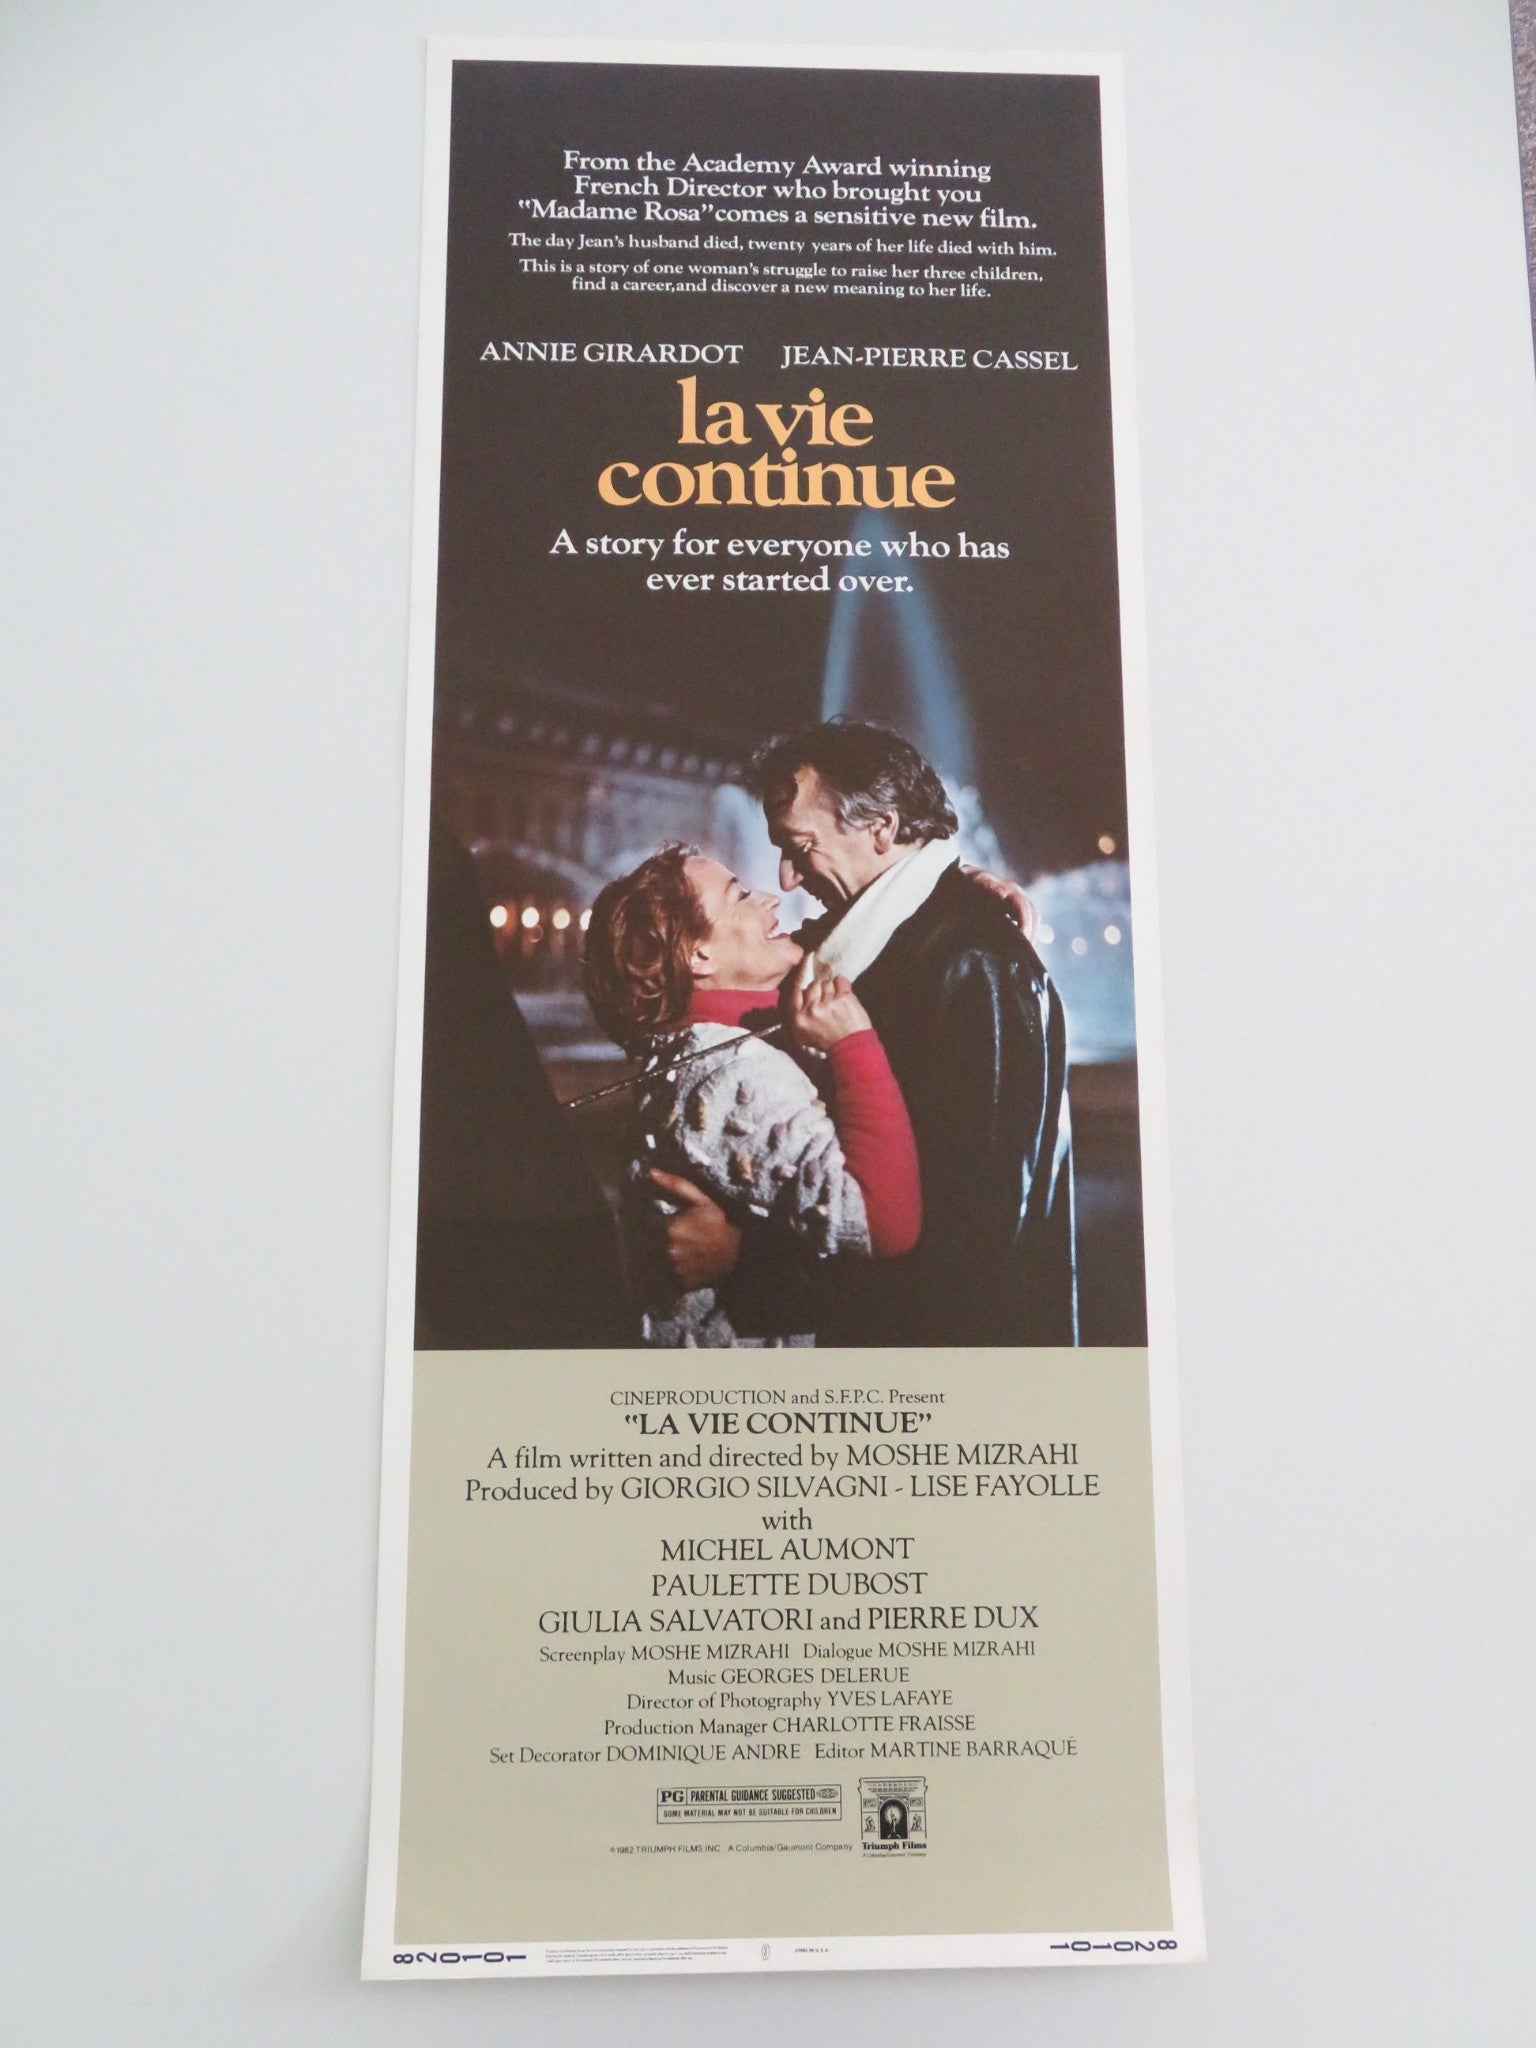 From the Academy Award winning
French Director who brought you
"Madame Rosa" comes a sensitive new film.
The day Jean's husband died, twenty years of her life died with him.
This is a story of one woman's struggle to raise her three children,
find a career, and discover a new meaning to her life.
ANNIE GIRARDOT JEAN-PIERRE CASSEL
la vie
continue
A story for everyone who has
ever started over.
CINEPRODUCTION and S.F.P.C. Present
"LA VIE CONTINUE"
A film written and directed by MOSHE MIZRAHI
Produced by GIORGIO SILVAGNI - LISE FAYOLLE
with
MICHEL AUMONT
PAULETTE DUBOST
GIULIA SALVATORI and PIERRE DUX
Screenplay MOSHE MIZRAHI Dialogue MOSHE MIZRAHI
Music GEORGES DELERUE
Director of Photography YVES LAFAYE
Production Manager CHARLOTTE FRAISSE
Set Decorator DOMINIQUE ANDRE Editor MARTINE BARRAQUÉ
PG PARENTAL GUIDANCE SUGGESTED
SOME MATERIAL MAY NOT BE SUITABLE FOR CHILDREN
Triumph Films
A Columbia/Gaumont Company
©1982 TRIUMPH FILMS INC. A Columbia/Gaumont Company
820101
LITHO. IN U.S.A.
820101